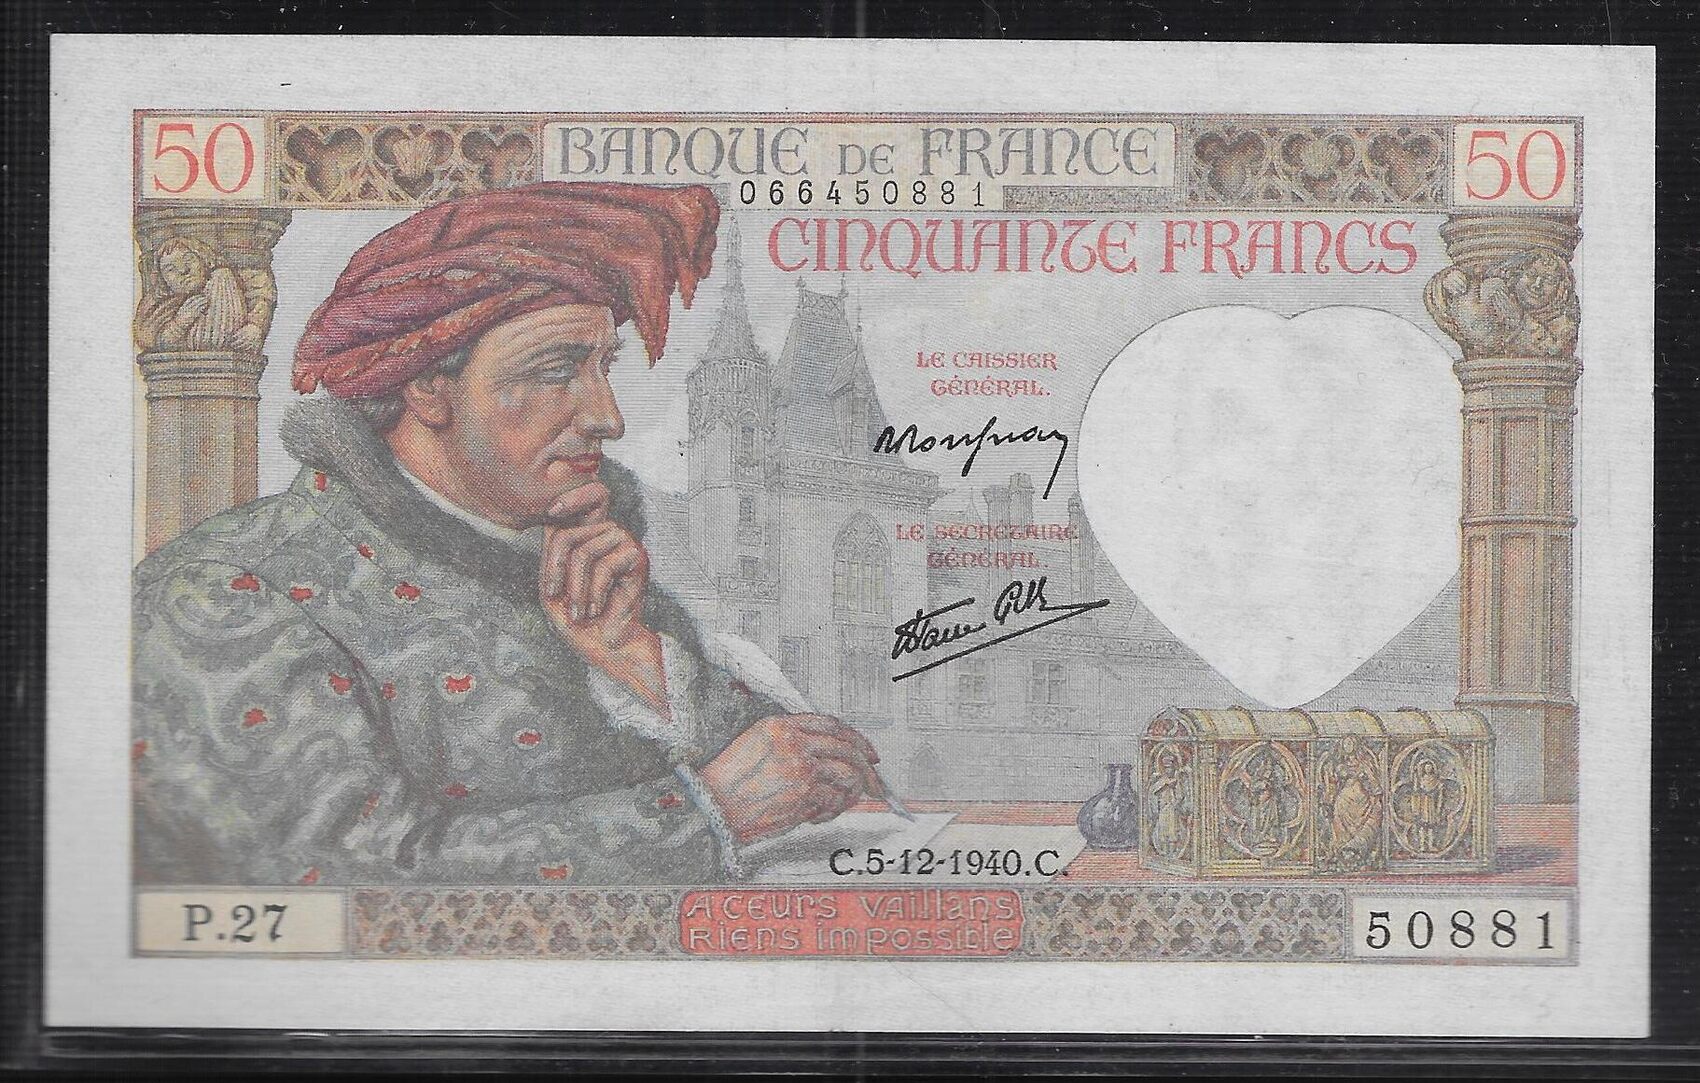 50 BANQUE DE FRANCE 50
066450881
CINQUANTE FRANCS
LE CAISSIER
GÉNÉRAL.
LE SECRÉTAIRE
GÉNÉRAL.
C.5-12-1940.C.
P.27
A CEURS VAILLANS
RIENS IMPOSSIBLE
50881